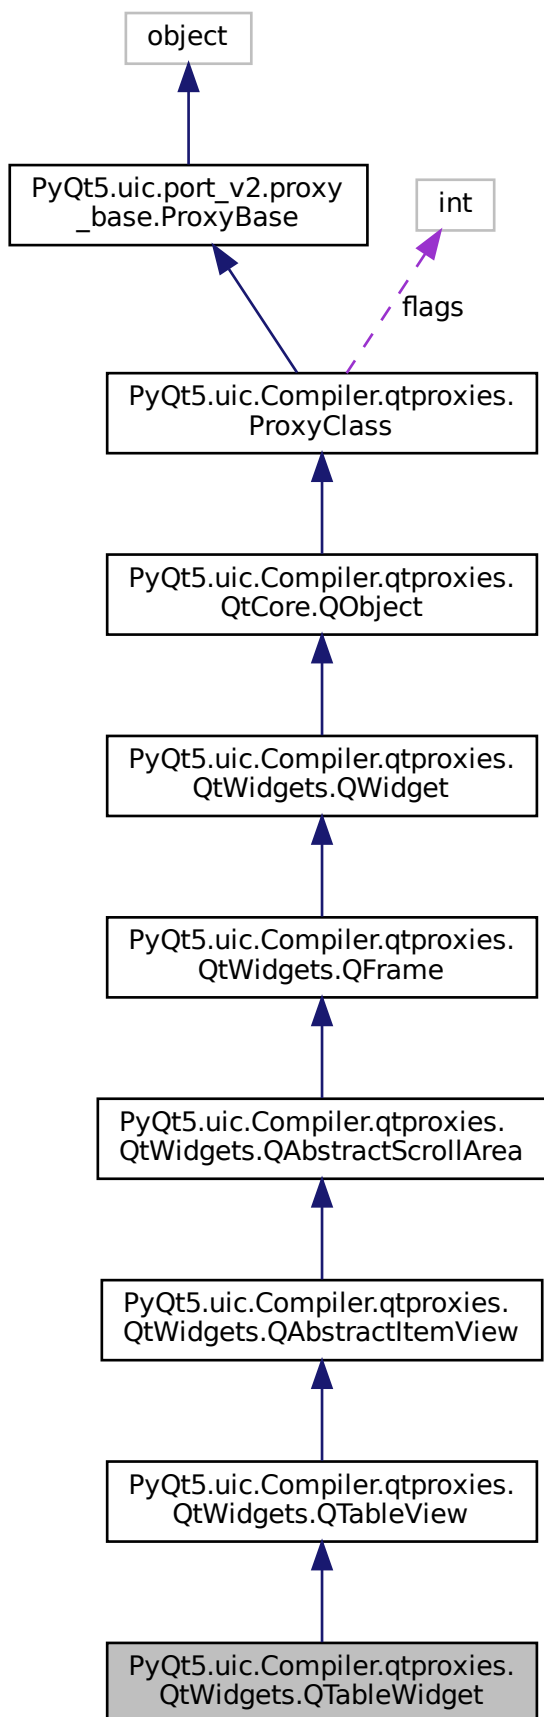 object
PyQt5.uic.port_v2.proxy
_base.ProxyBase
int
flags
PyQt5.uic.Compiler.qtproxies.
ProxyClass
PyQt5.uic.Compiler.qtproxies.
QtCore.QObject
PyQt5.uic.Compiler.qtproxies.
QtWidgets.QWidget
PyQt5.uic.Compiler.qtproxies.
QtWidgets.QFrame
PyQt5.uic.Compiler.qtproxies.
QtWidgets.QAbstractScrollArea
PyQt5.uic.Compiler.qtproxies.
QtWidgets.QAbstractItemView
PyQt5.uic.Compiler.qtproxies.
QtWidgets.QTableView
PyQt5.uic.Compiler.qtproxies.
QtWidgets.QTableWidget